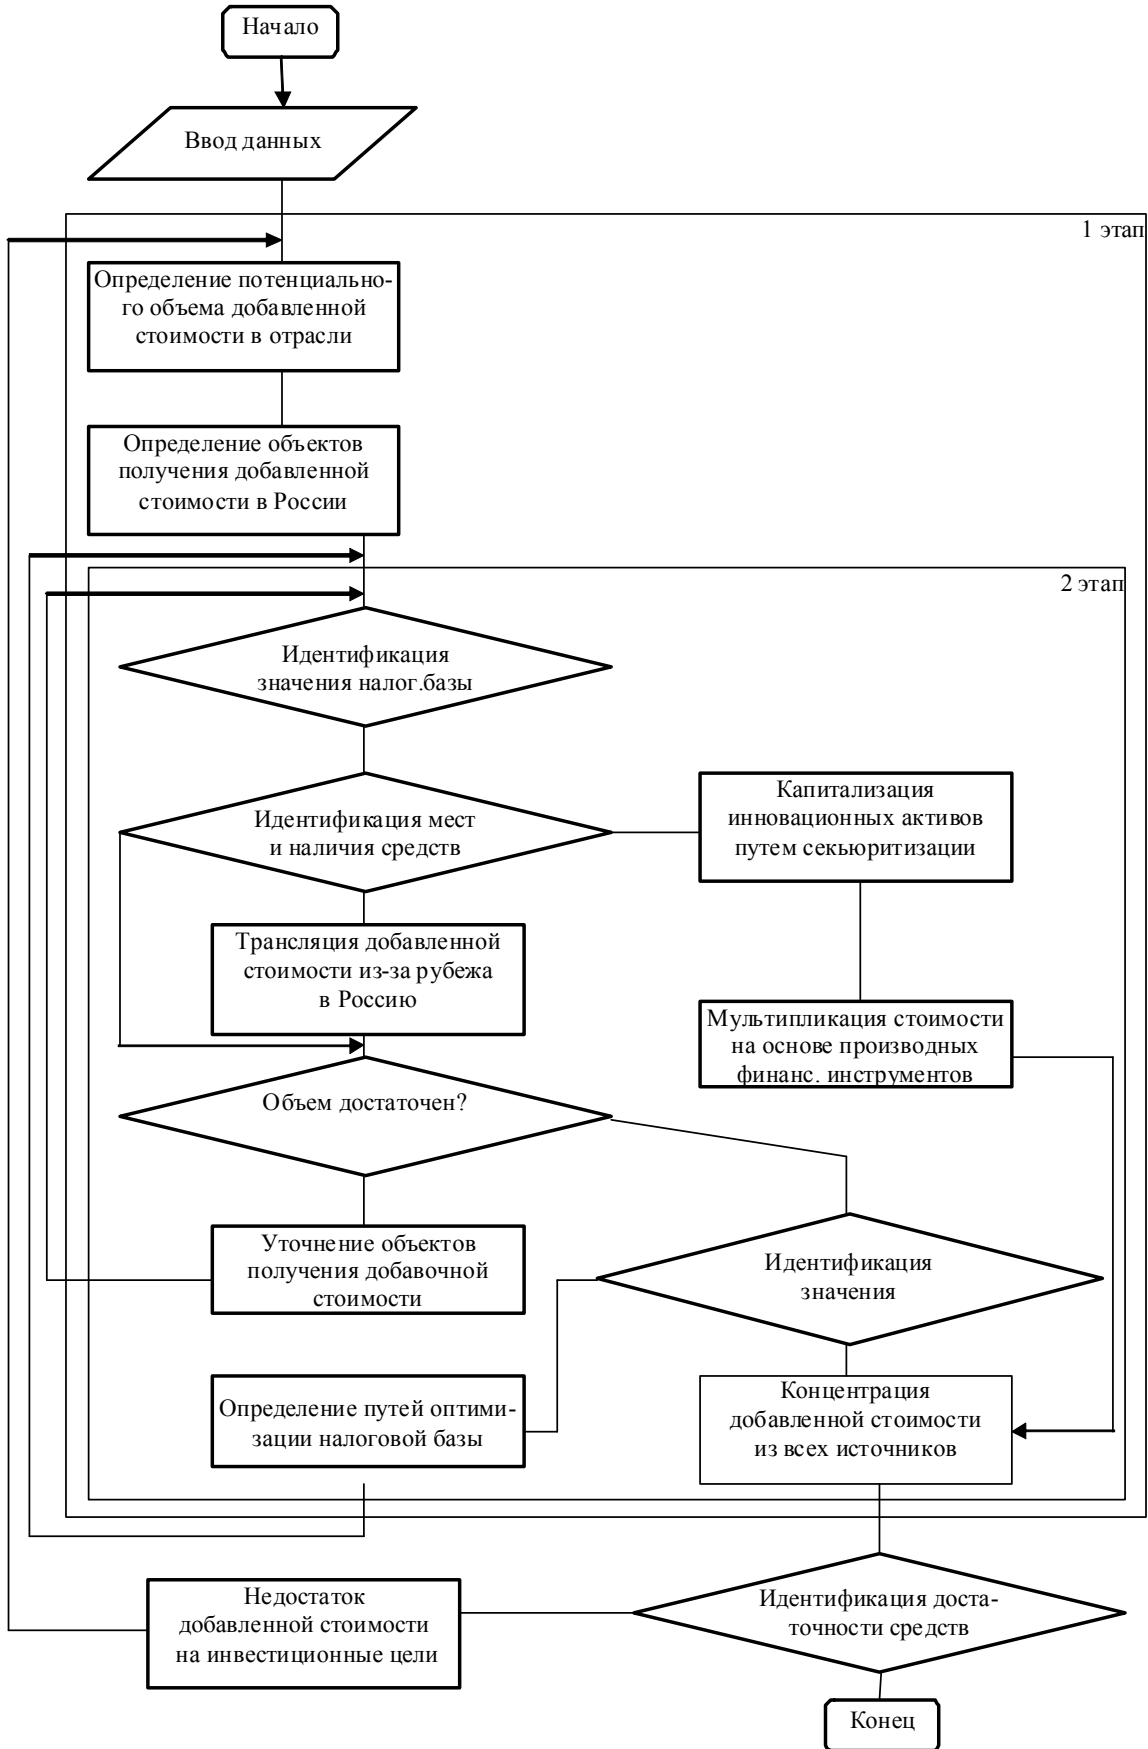 Начало
Ввод данных
1 этап
Определение потенциально-
го объема добавленной
стоимости в отрасли
Определение объектов
получения добавленной
стоимости в России
2 этап
Идентификация
значения налог.базы
Идентификация мест
и наличия средств
Капитализация
инновационных активов
путем секьюритизации
Трансляция добавленной
стоимости из-за рубежа
в Россию
Мультипликация стоимости
на основе производных
финанс. инструментов
Объем достаточен?
Уточнение объектов
получения добавочной
стоимости
Идентификация
значения
Определение путей оптими-
зации налоговой базы
Концентрация
добавленной стоимости
из всех источников
Недостаток
добавленной стоимости
на инвестиционные цели
Идентификация доста-
точности средств
Конец